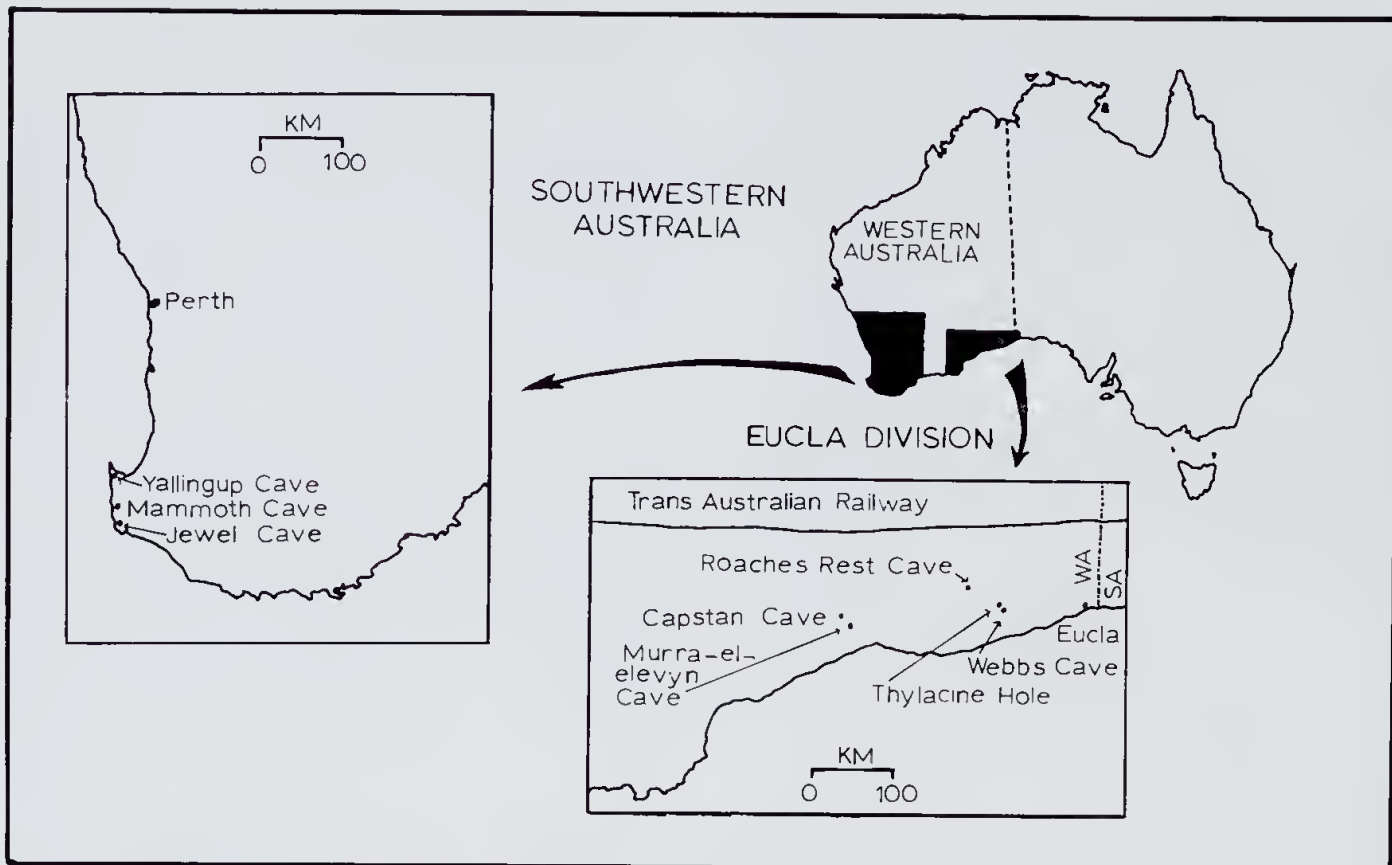 KM
0 100
Perth
Yallingup Cave
Mammoth Cave
Jewel Cave
SOUTHWESTERN
AUSTRALIA
WESTERN
AUSTRALIA
EUCLA DIVISION
Trans Australian Railway
Roaches Rest Cave
WA
SA
Capstan Cave
Eucla
Murra-el-
elevyn
Cave
Webbs Cave
Thylacine Hole
KM
0 100